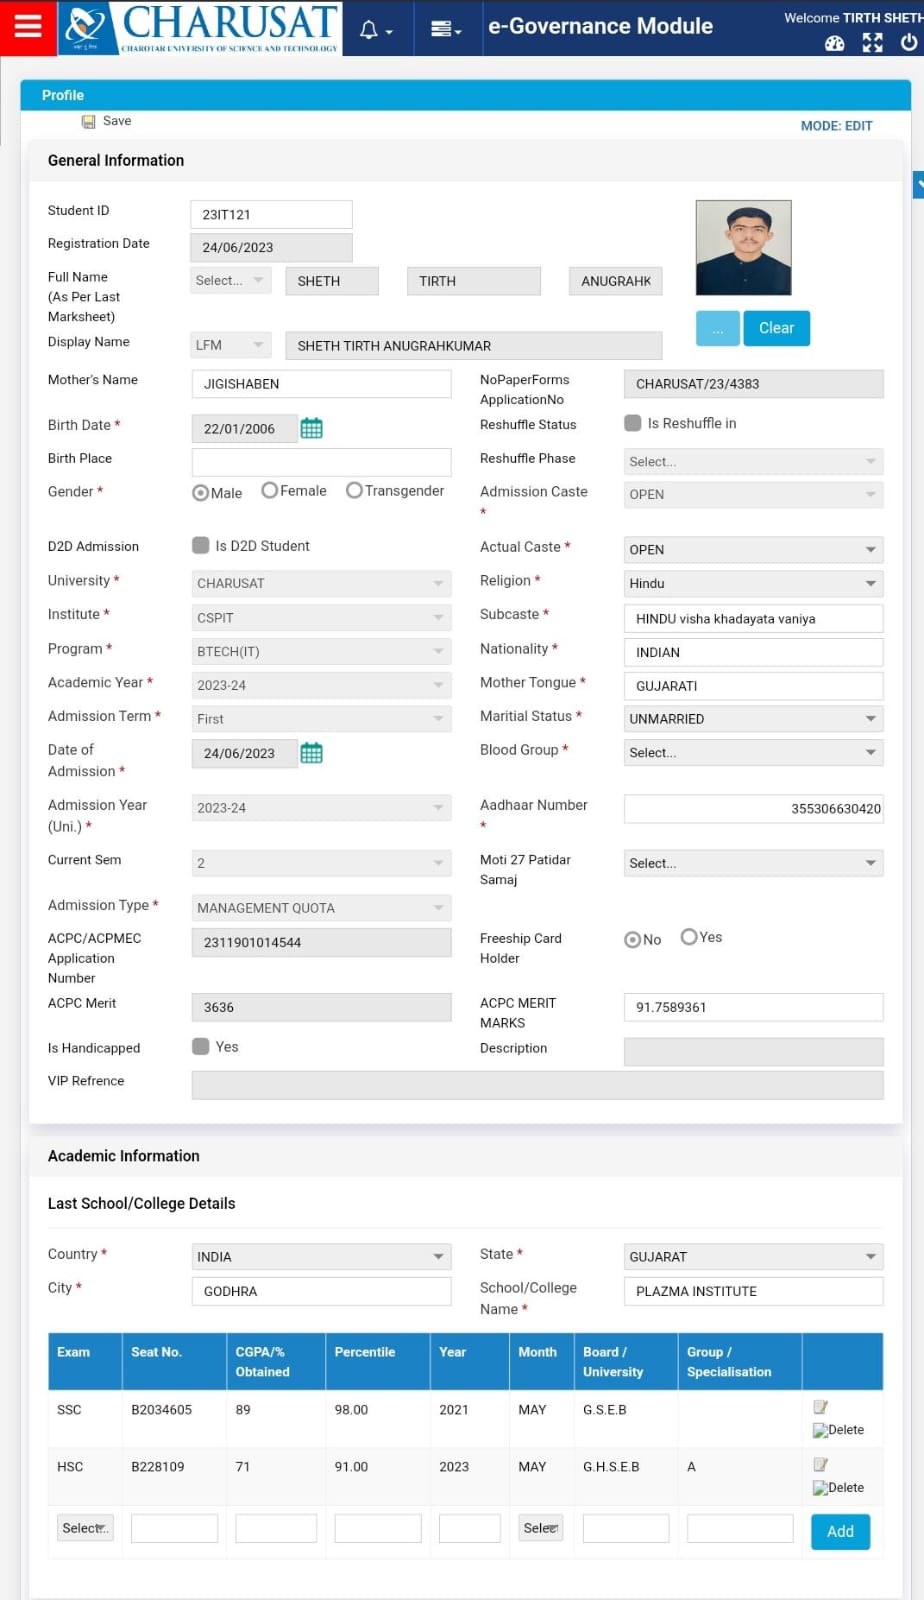 CHARUSAT
CHAROTAR UNIVERSITY OF SCIENCE AND TECHNOLOGY
e-Governance Module
Welcome TIRTH SHETH
Profile
Save
MODE: EDIT
General Information
Student ID 23IT121
Registration Date 24/06/2023
Full Name (As Per Last Marksheet) Select... SHETH TIRTH ANUGRAHK
... Clear
Display Name LFM SHETH TIRTH ANUGRAHKUMAR
Mother's Name JIGISHABEN NoPaperForms ApplicationNo CHARUSAT/23/4383
Birth Date * 22/01/2006 Reshuffle Status Is Reshuffle in
Birth Place Reshuffle Phase Select...
Gender * Male Female Transgender Admission Caste * OPEN
D2D Admission Is D2D Student Actual Caste * OPEN
University * CHARUSAT Religion * Hindu
Institute * CSPIT Subcaste * HINDU visha khadayata vaniya
Program * BTECH(IT) Nationality * INDIAN
Academic Year * 2023-24 Mother Tongue * GUJARATI
Admission Term * First Maritial Status * UNMARRIED
Date of Admission * 24/06/2023 Blood Group * Select...
Admission Year (Uni.) * 2023-24 Aadhaar Number * 355306630420
Current Sem 2 Moti 27 Patidar Samaj Select...
Admission Type * MANAGEMENT QUOTA
ACPC/ACPMEC Application Number 2311901014544 Freeship Card Holder No Yes
ACPC Merit 3636 ACPC MERIT MARKS 91.7589361
Is Handicapped Yes Description
VIP Refrence
Academic Information
Last School/College Details
Country * INDIA State * GUJARAT
City * GODHRA School/College Name * PLAZMA INSTITUTE
Exam Seat No. CGPA/% Obtained Percentile Year Month Board / University Group / Specialisation
SSC B2034605 89 98.00 2021 MAY G.S.E.B Delete
HSC B228109 71 91.00 2023 MAY G.H.S.E.B A Delete
Select... Select Add